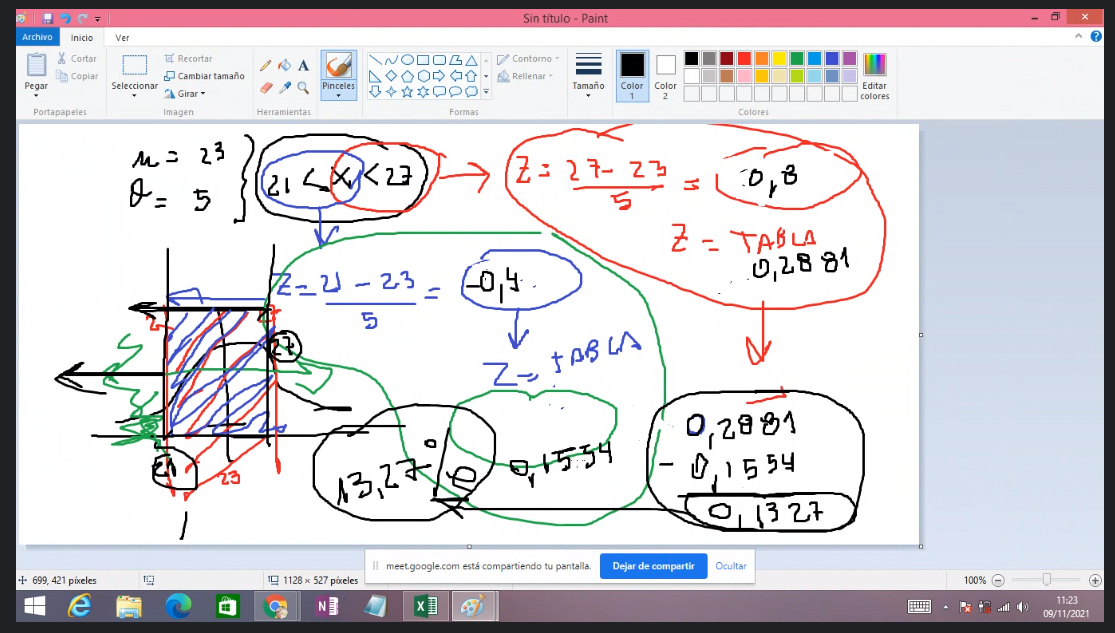 Sin título - Paint
Archivo Inicio Ver
Pegar
Cortar
Copiar
Portapapeles
Seleccionar
Recortar
Cambiar tamaño
Girar
Imagen
A
Herramientas
Pinceles
Contorno
Rellenar
Formas
Tamaño
Color 1
Color 2
Editar colores
Colores
μ = 23
σ = 5
21 < x < 27
Z = 27 - 23
5
= 0,8
Z = TABLA
0,2881
Z = 21 - 23
5
= -0,4
Z = TABLA
0,1554
27
21
23
0,2881
- 0,1554
0,1327
13,27 %
meet.google.com está compartiendo tu pantalla.
Dejar de compartir
Ocultar
699, 421 píxeles
1128 × 527 píxeles
100%
11:23
09/11/2021